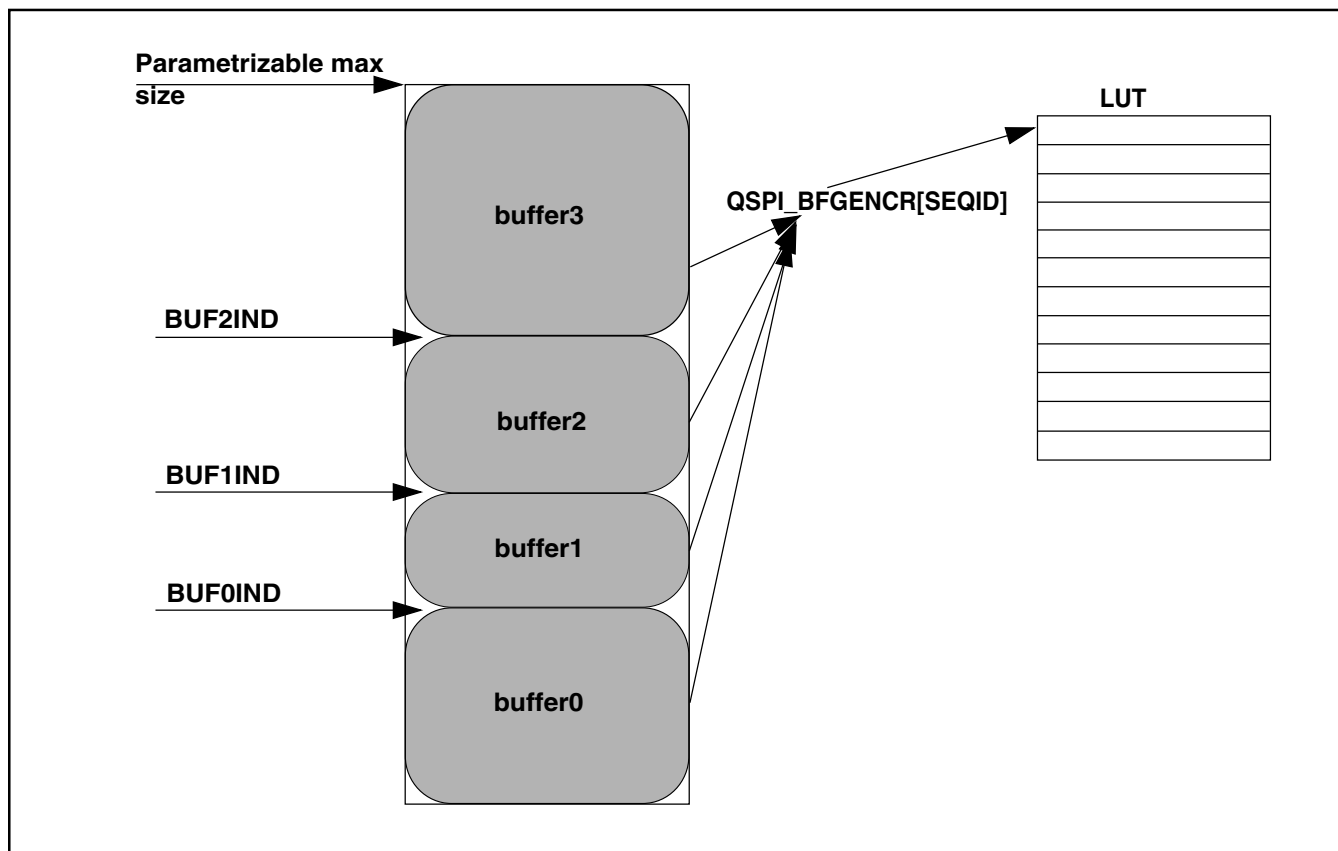 Parametrizable max
size
LUT
QSPI_BFGENCR[SEQID]
buffer3
BUF2IND
buffer2
BUF1IND
buffer1
BUF0IND
buffer0